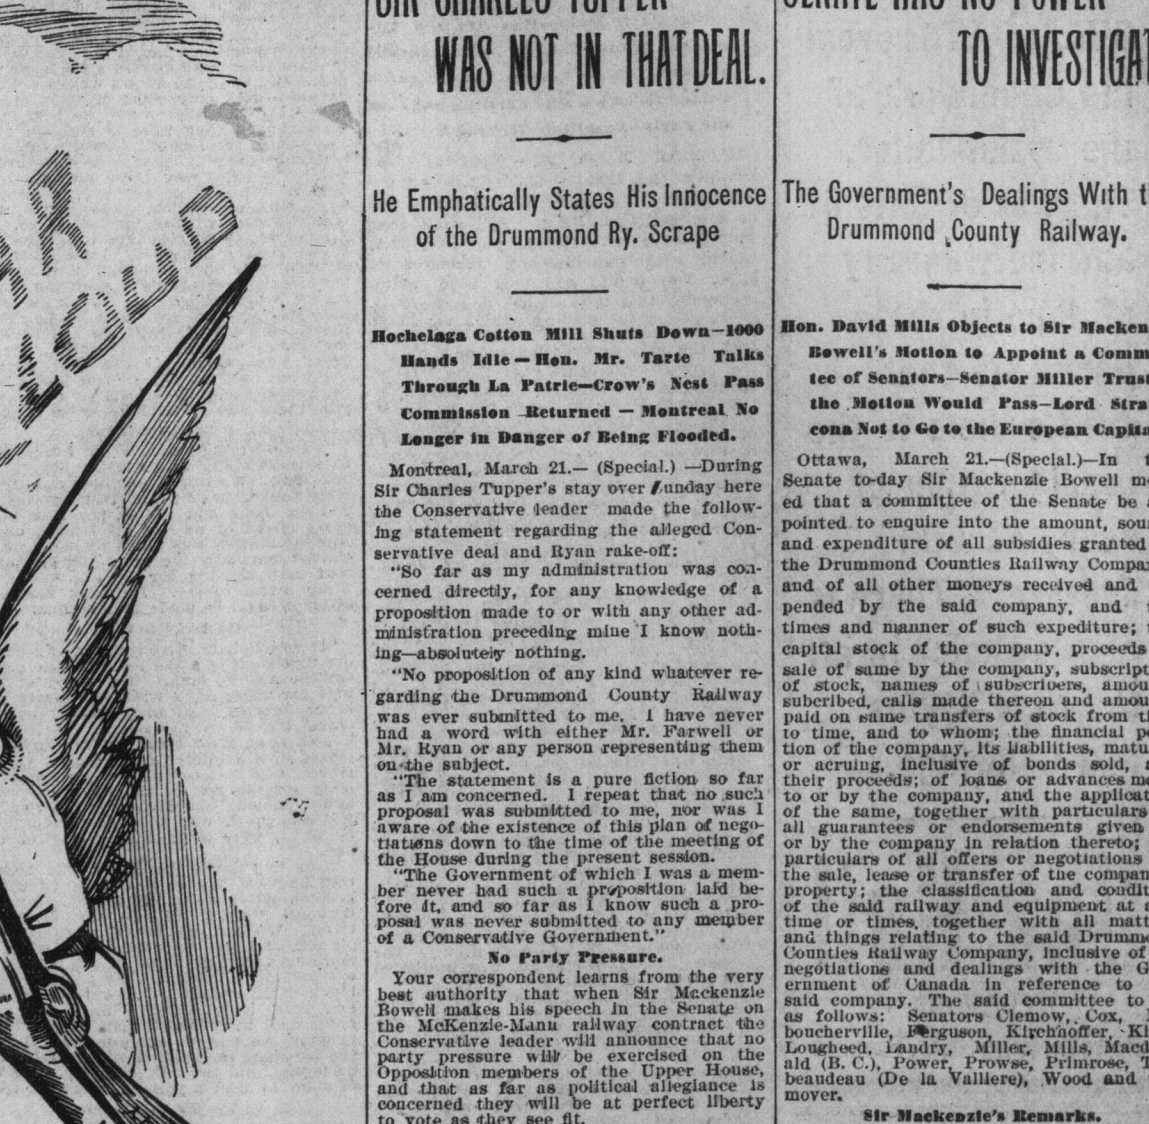 AR
CLOUD
SIR CHARLES TUPPER
WAS NOT IN THAT DEAL.
He Emphatically States His Innocence
of the Drummond Ry. Scrape
Hochelaga Cotton Mill Shuts Down—1000
Hands Idle—Hon. Mr. Tarte Talks
Through La Patrie—Crow's Nest Pass
Commission Returned — Montreal No
Longer in Danger of Being Flooded.
Montreal, March 21.— (Special.) —During
Sir Charles Tupper's stay over Sunday here
the Conservative leader made the follow-
ing statement regarding the alleged Con-
servative deal and Ryan rake-off:
"So far as my administration was con-
cerned directly, for any knowledge of a
proposition made to or with any other ad-
ministration preceding mine I know noth-
ing—absolutely nothing.
"No proposition of any kind whatever re-
garding the Drummond County Railway
was ever submitted to me. I have never
had a word with either Mr. Farwell or
Mr. Ryan or any person representing them
on the subject.
"The statement is a pure fiction so far
as I am concerned. I repeat that no such
proposal was submitted to me, nor was I
aware of the existence of this plan of nego-
tiations down to the time of the meeting of
the House during the present session.
"The Government of which I was a mem-
ber never had such a proposition laid be-
fore it, and so far as I know such a pro-
posal was never submitted to any member
of a Conservative Government."
No Party Pressure.
Your correspondent learns from the very
best authority that when Sir Mackenzie
Bowell makes his speech in the Senate on
the McKenzie-Mann railway contract the
Conservative leader will announce that no
party pressure will be exercised on the
Opposition members of the Upper House,
and that as far as political allegiance is
concerned they will be at perfect liberty
to vote as they see fit.
SENATE HAS NO POWER
TO INVESTIGAT
The Government's Dealings With t
Drummond County Railway.
Hon. David Mills Objects to Sir Macken
Bowell's Motion to Appoint a Comm
tee of Senators—Senator Miller Trust
the Motion Would Pass—Lord Stra
cona Not to Go to the European Capita
Ottawa, March 21.—(Special.)—In t
Senate to-day Sir Mackenzie Bowell mo
ed that a committee of the Senate be a
pointed to enquire into the amount, sour
and expenditure of all subsidies granted
the Drummond Counties Railway Compan
and of all other moneys received and
pended by the said company, and t
times and manner of such expediture; t
capital stock of the company, proceeds
sale of same by the company, subscript
of stock, names of subscribers, amou
subcribed, calls made thereon and amou
paid on same transfers of stock from ti
to time, and to whom; the financial po
tion of the company, its liabilities, matu
or acruing, inclusive of bonds sold, a
their proceeds; of loans or advances ma
to or by the company, and the applicat
of the same, together with particulars
all guarantees or endorsements given
or by the company in relation thereto;
particulars of all offers or negotiations
the sale, lease or transfer of the compan
property; the classification and condit
of the said railway and equipment at a
time or times, together with all matt
and things relating to the said Drummo
Counties Railway Company, inclusive of
negotiations and dealings with the G
ernment of Canada in reference to
said company. The said committee to
as follows: Senators Clemow, Cox,
boucherville, Ferguson, Kirchhoffer, Ki
Lougheed, Landry, Miller, Mills, Macd
ald (B. C.), Power, Prowse, Primrose, T
beaudeau (De la Valliere), Wood and
mover.
Sir Mackenzie's Remarks.